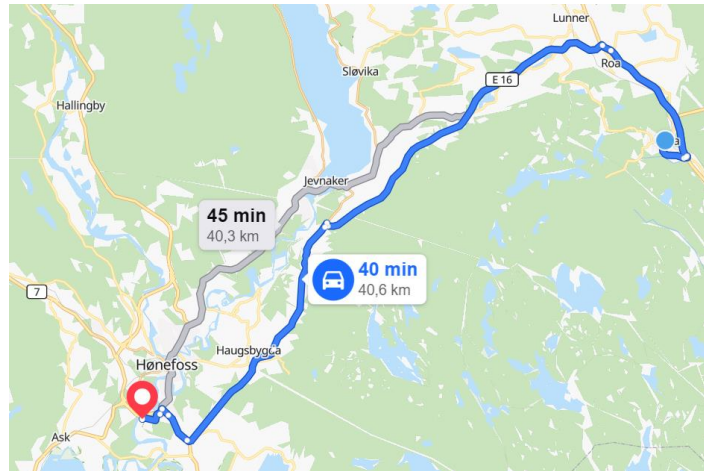 Lunner
Roa
Sløvika
E 16
Hallingby
Jevnaker
45 min
40,3 km
40 min
40,6 km
7
Haugsbygda
Hønefoss
Ask